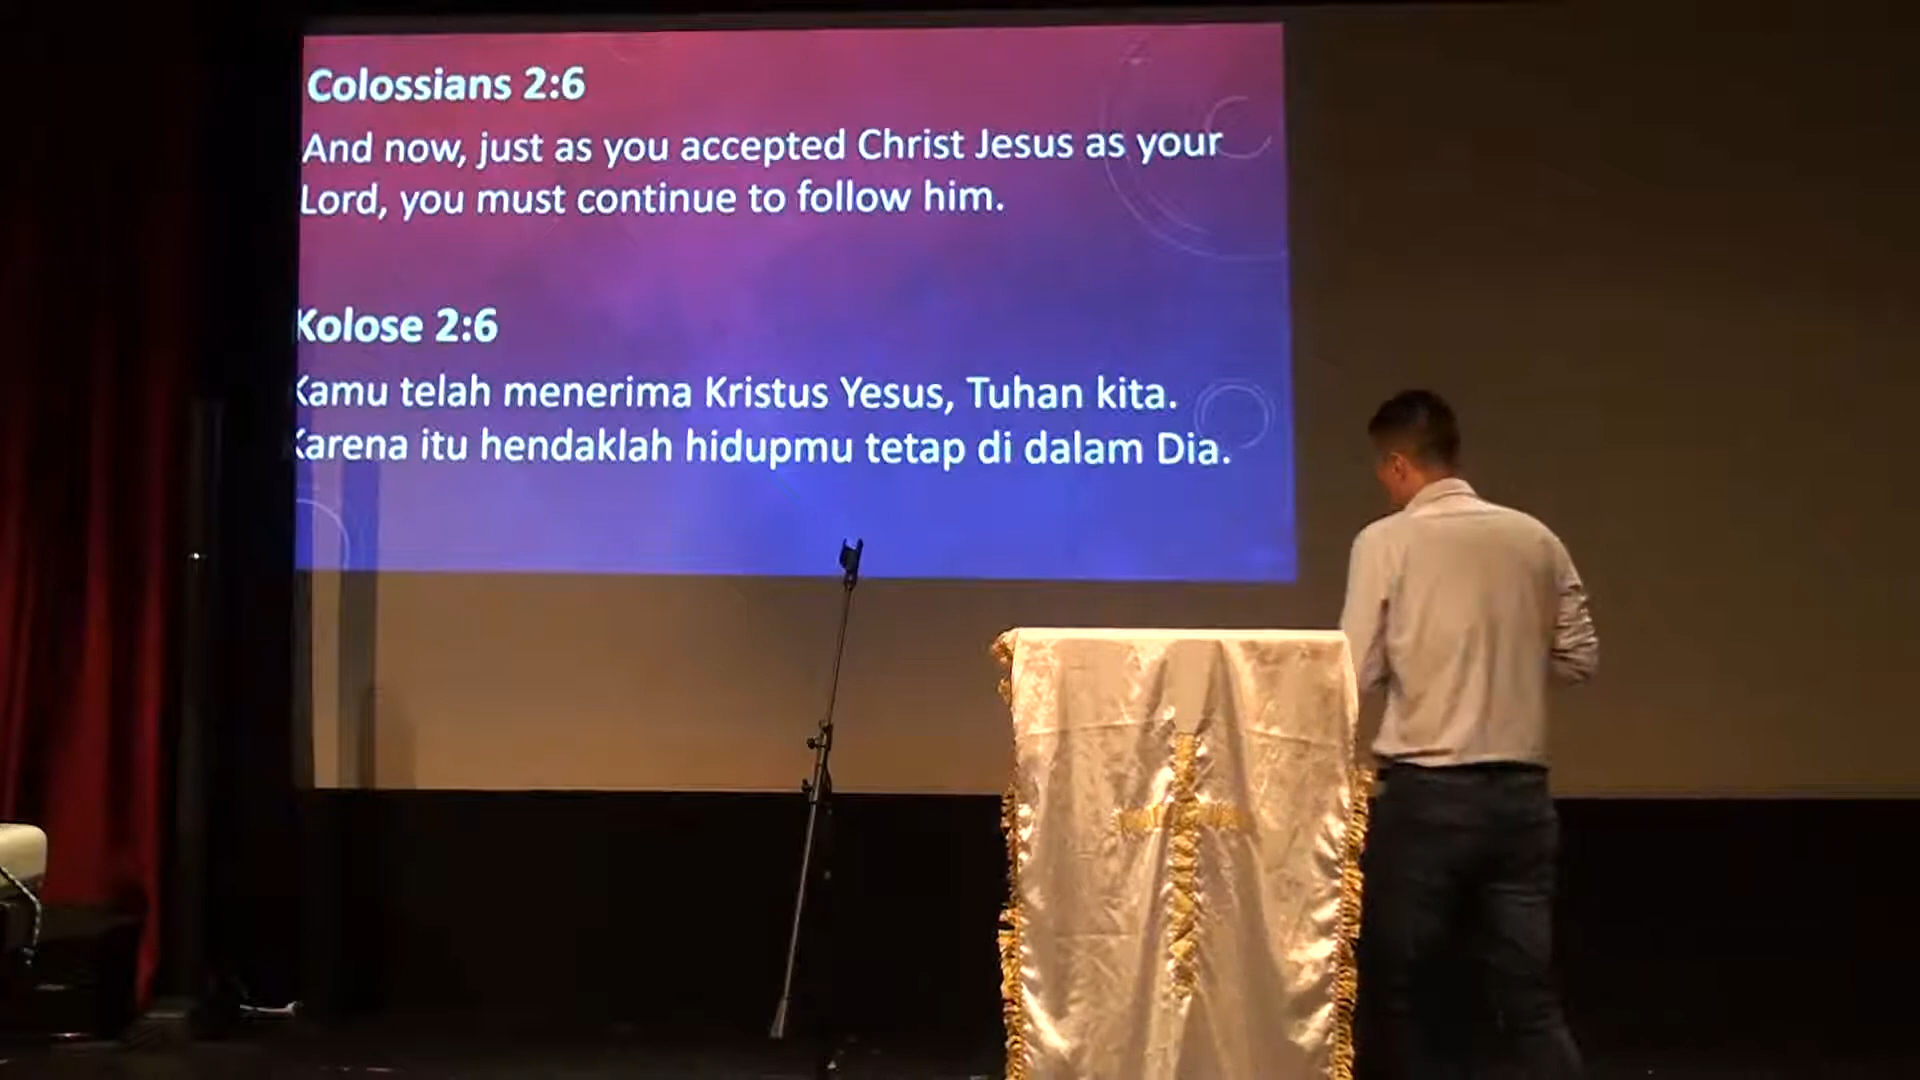 Colossians 2:6
And now, just as you accepted Christ Jesus as your
Lord, you must continue to follow him.
Kolose 2:6
Kamu telah menerima Kristus Yesus, Tuhan kita.
Karena itu hendaklah hidupmu tetap di dalam Dia.